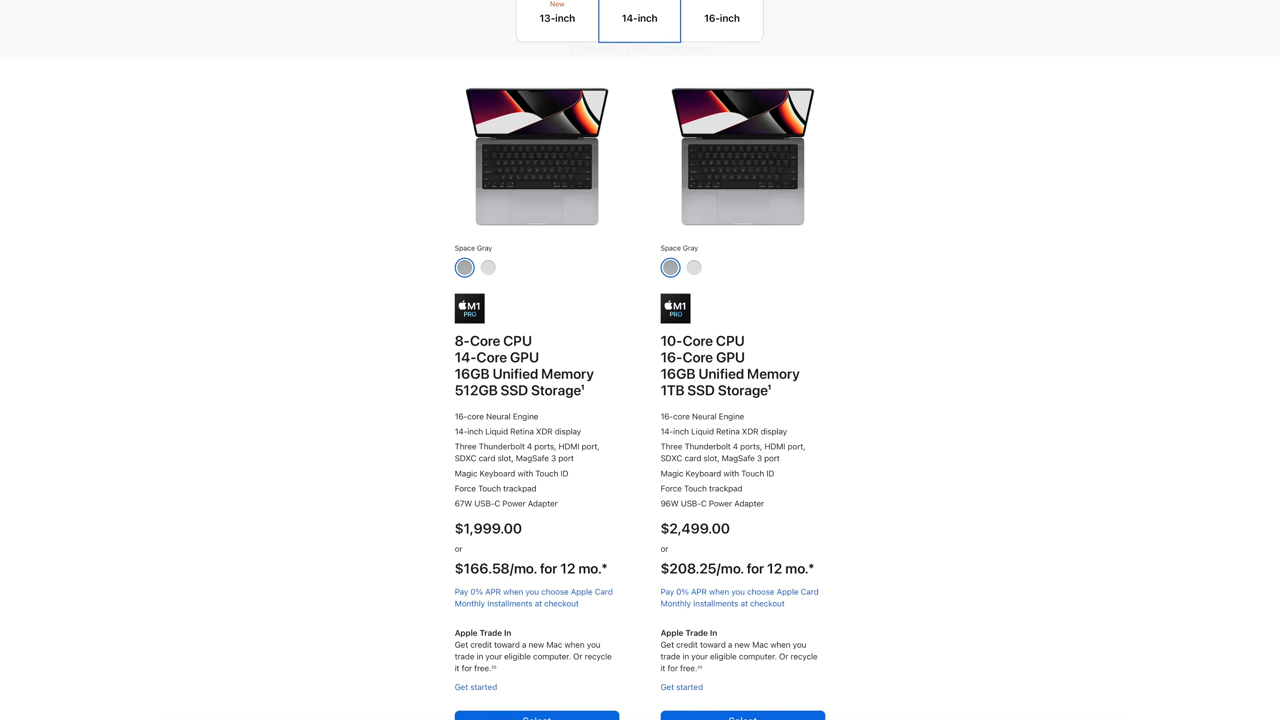 New
13-inch
14-inch
16-inch
Space Gray
M1
PRO
8-Core CPU
14-Core GPU
16GB Unified Memory
512GB SSD Storage¹
16-core Neural Engine
14-inch Liquid Retina XDR display
Three Thunderbolt 4 ports, HDMI port,
SDXC card slot, MagSafe 3 port
Magic Keyboard with Touch ID
Force Touch trackpad
67W USB-C Power Adapter
$1,999.00
or
$166.58/mo. for 12 mo.*
Pay 0% APR when you choose Apple Card
Monthly Installments at checkout
Apple Trade In
Get credit toward a new Mac when you
trade in your eligible computer. Or recycle
it for free.◊◊
Get started
Select
Space Gray
M1
PRO
10-Core CPU
16-Core GPU
16GB Unified Memory
1TB SSD Storage¹
16-core Neural Engine
14-inch Liquid Retina XDR display
Three Thunderbolt 4 ports, HDMI port,
SDXC card slot, MagSafe 3 port
Magic Keyboard with Touch ID
Force Touch trackpad
96W USB-C Power Adapter
$2,499.00
or
$208.25/mo. for 12 mo.*
Pay 0% APR when you choose Apple Card
Monthly Installments at checkout
Apple Trade In
Get credit toward a new Mac when you
trade in your eligible computer. Or recycle
it for free.◊◊
Get started
Select